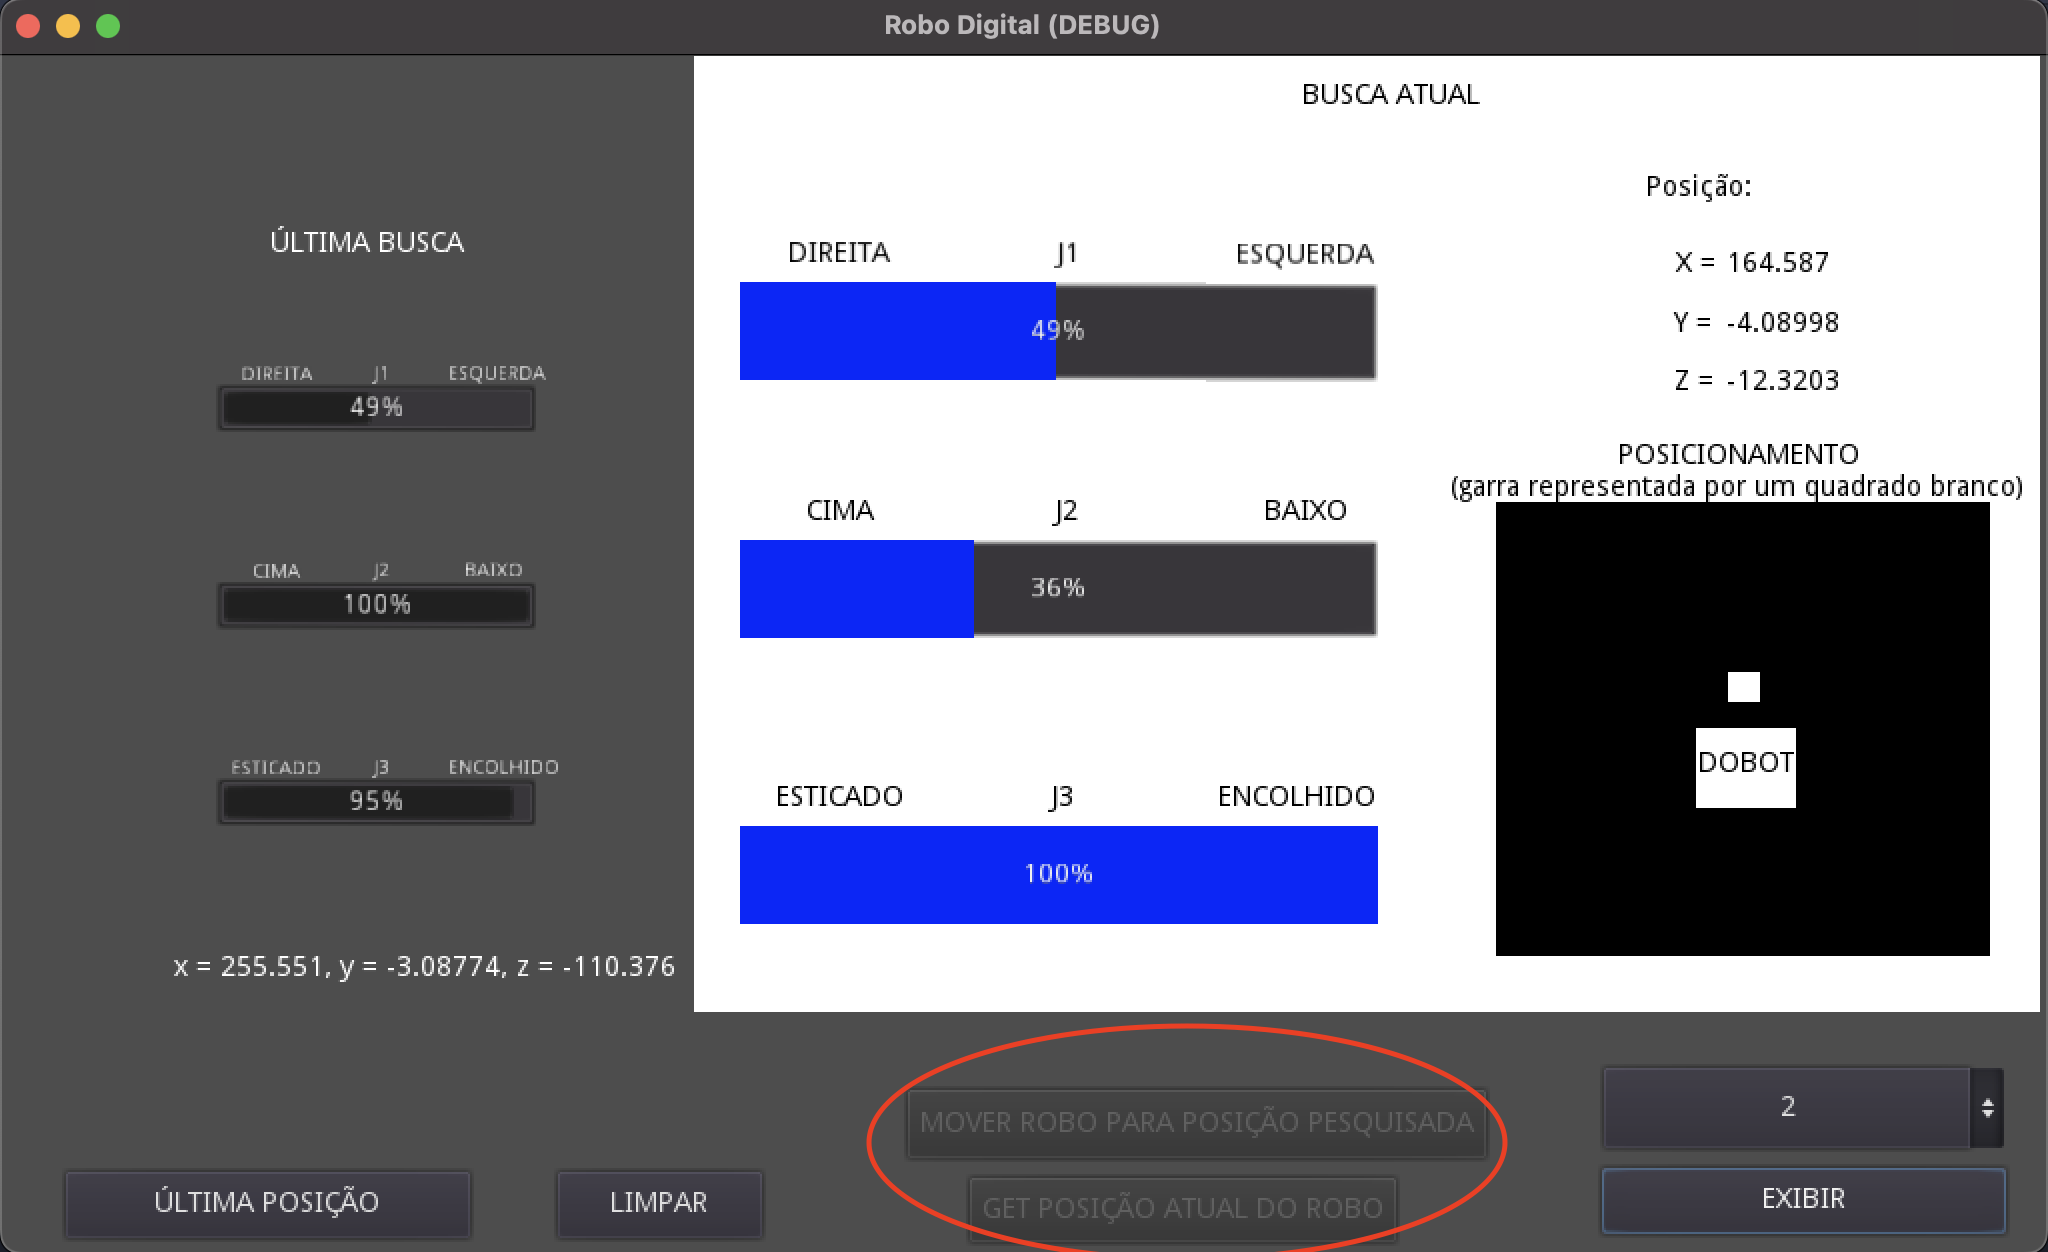 Robo Digital (DEBUG)
ÚLTIMA BUSCA
DIREITA J1 ESQUERDA
49%
CIMA J2 BAIXO
100%
ESTICADO J3 ENCOLHIDO
95%
x = 255.551, y = -3.08774, z = -110.376
BUSCA ATUAL
DIREITA J1 ESQUERDA
49%
CIMA J2 BAIXO
36%
ESTICADO J3 ENCOLHIDO
100%
Posição:
X = 164.587
Y = -4.08998
Z = -12.3203
POSICIONAMENTO
(garra representada por um quadrado branco)
DOBOT
MOVER ROBO PARA POSIÇÃO PESQUISADA
2
ÚLTIMA POSIÇÃO
LIMPAR
GET POSIÇÃO ATUAL DO ROBO
EXIBIR